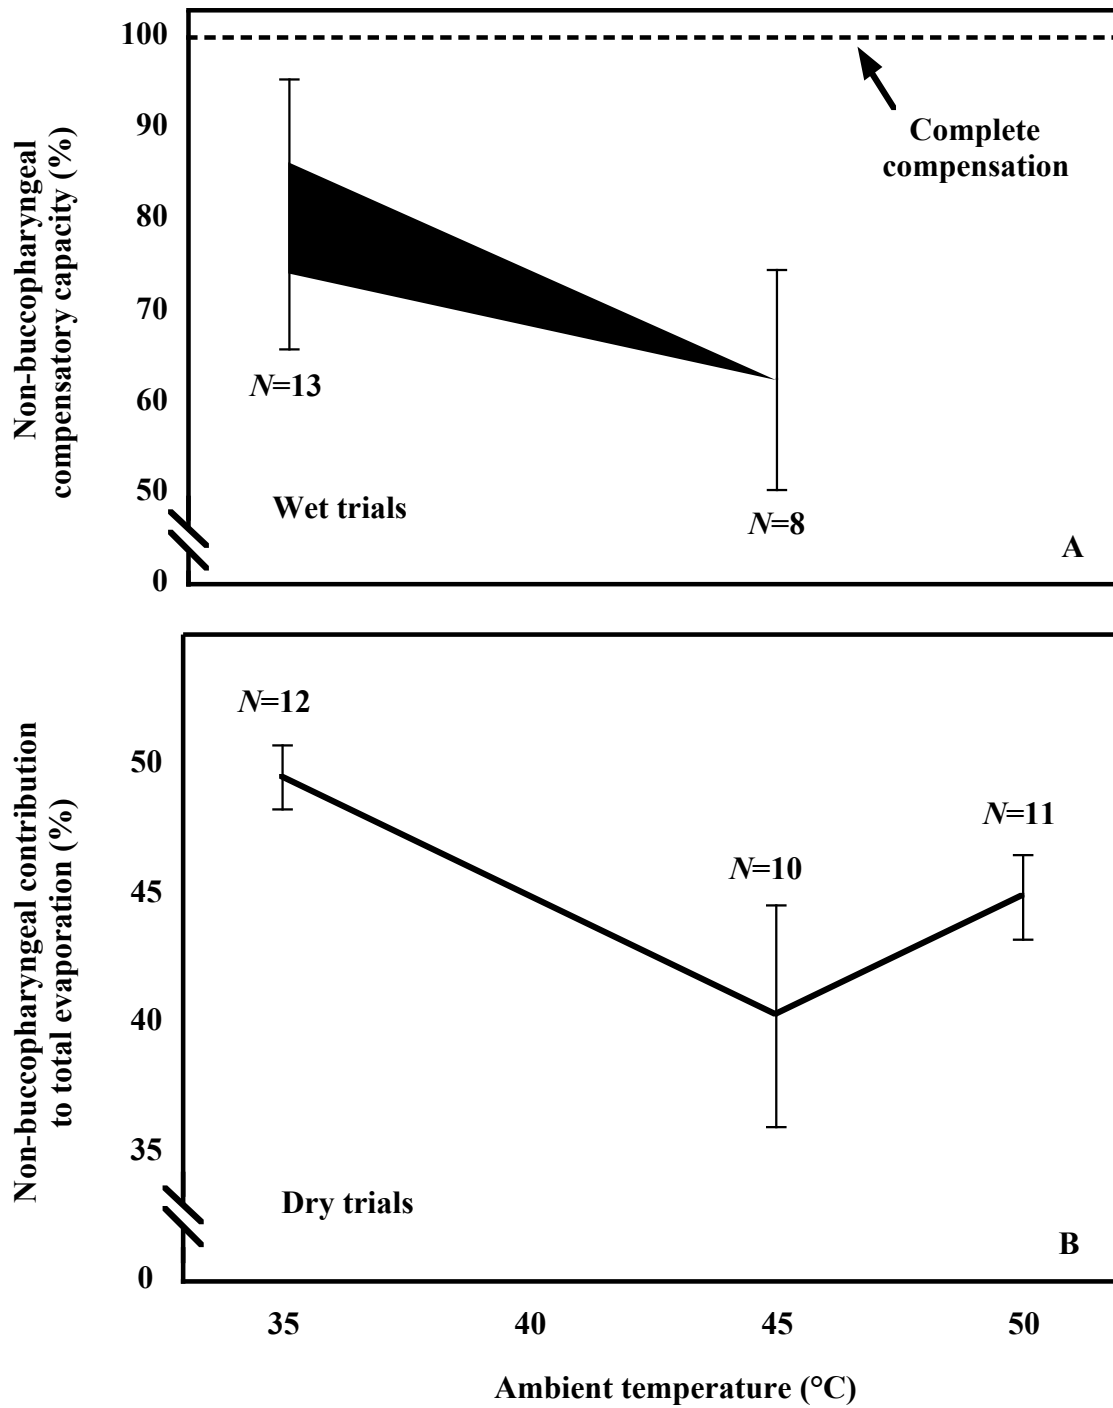 Non-buccopharyngeal
compensatory capacity (%)
100
90
80
70
60
50
0
Complete
compensation
N=13
N=8
Wet trials
A
Non-buccopharyngeal contribution
to total evaporation (%)
50
45
40
35
0
N=12
N=10
N=11
Dry trials
B
35 40 45 50
Ambient temperature (°C)